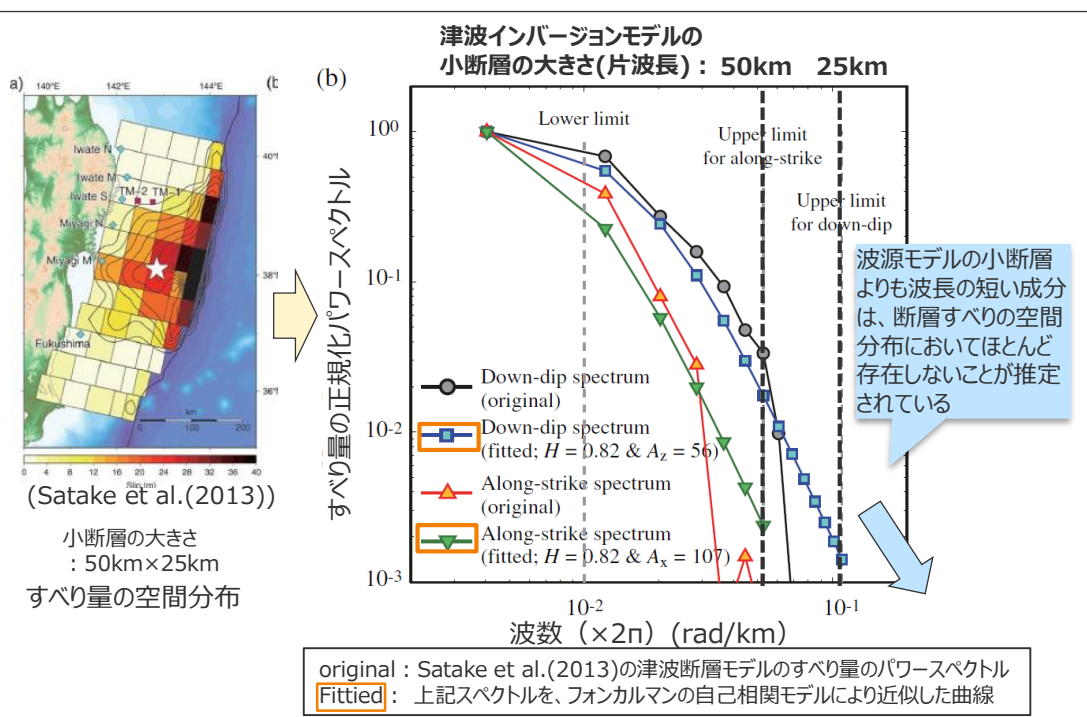 津波インバージョンモデルの
小断層の大きさ(片波長)： 50km 25km
a)
140°E
142°E
144°E
(b
Iwate N
40°N
Iwate M
Iwate S
TM-2
TM-1
Miyagi N
Miyagi M
38°N
Fukushima
36°N
km
0 100 200
0 4 8 12 16 20 24 28 32 36 40
Slip (m)
(Satake et al.(2013))
小断層の大きさ
：50km×25km
すべり量の空間分布
(b)
すべり量の正規化パワースペクトル
10⁰
10⁻¹
10⁻²
10⁻³
Lower limit
Upper limit
for along-strike
Upper limit
for down-dip
Down-dip spectrum
(original)
Down-dip spectrum
(fitted; H = 0.82 & Az = 56)
Along-strike spectrum
(original)
Along-strike spectrum
(fitted; H = 0.82 & Ax = 107)
10⁻²
10⁻¹
波数（×2π）(rad/km)
波源モデルの小断層
よりも波長の短い成分
は、断層すべりの空間
分布においてほとんど
存在しないことが推定
されている
original：Satake et al.(2013)の津波断層モデルのすべり量のパワースペクトル
Fittied： 上記スペクトルを、フォンカルマンの自己相関モデルにより近似した曲線